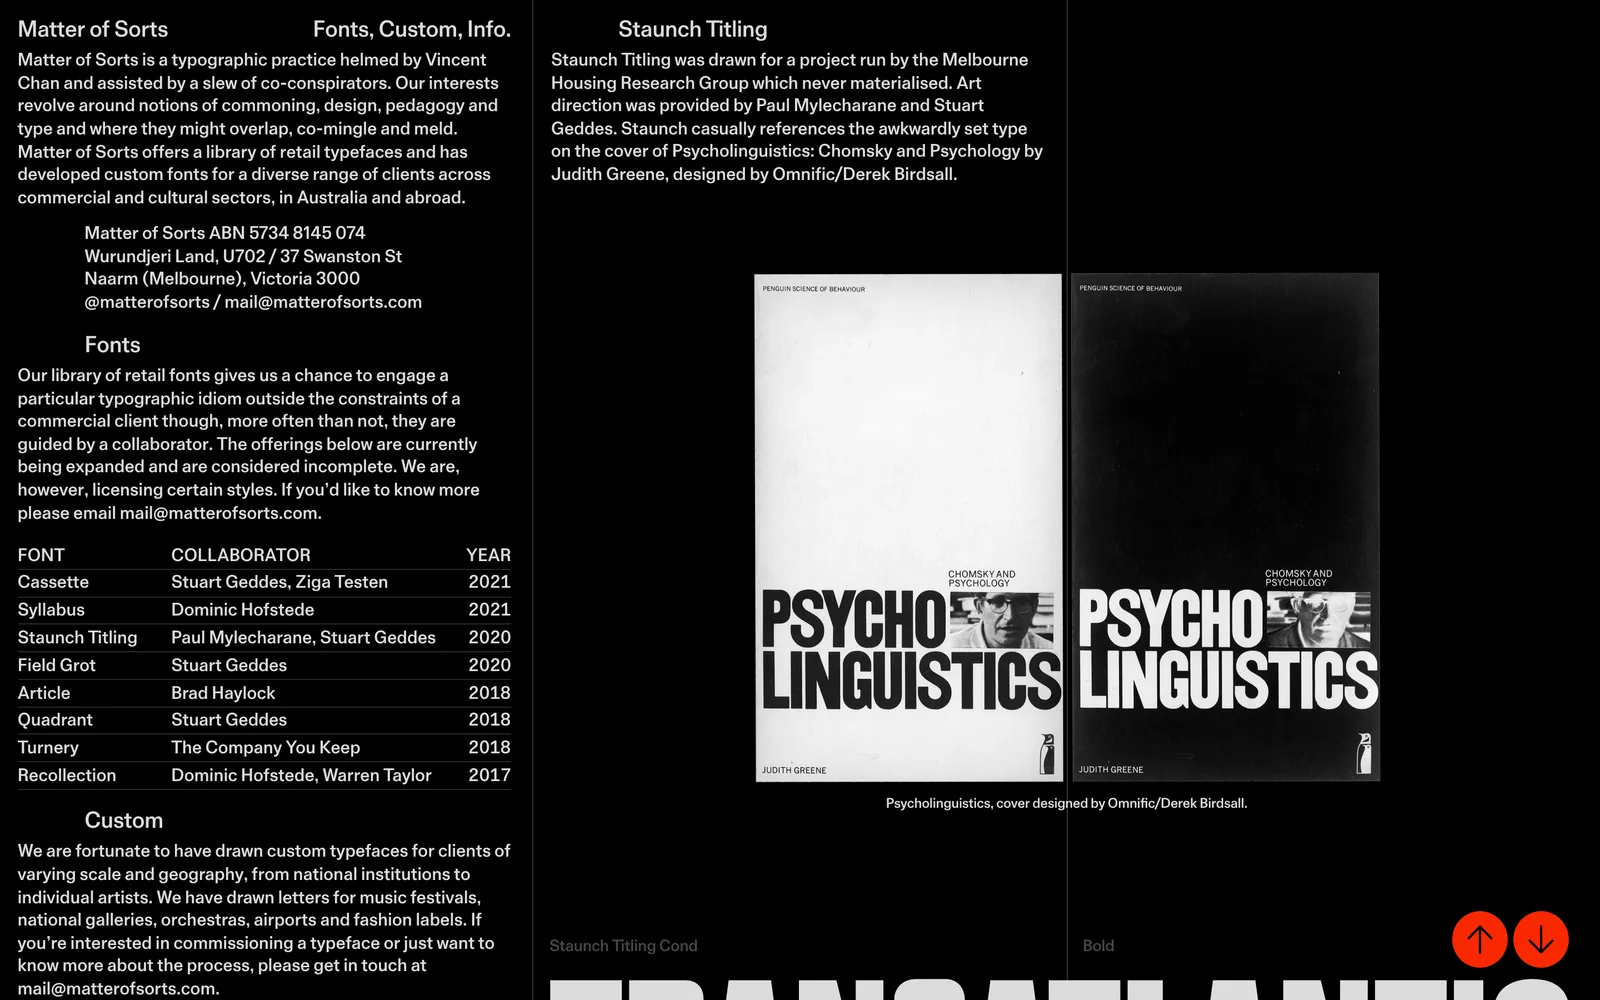 Matter of Sorts
Fonts, Custom, Info.
Matter of Sorts is a typographic practice helmed by Vincent
Chan and assisted by a slew of co-conspirators. Our interests
revolve around notions of commoning, design, pedagogy and
type and where they might overlap, co-mingle and meld.
Matter of Sorts offers a library of retail typefaces and has
developed custom fonts for a diverse range of clients across
commercial and cultural sectors, in Australia and abroad.
Matter of Sorts ABN 5734 8145 074
Wurundjeri Land, U702 / 37 Swanston St
Naarm (Melbourne), Victoria 3000
@matterofsorts / mail@matterofsorts.com
Fonts
Our library of retail fonts gives us a chance to engage a
particular typographic idiom outside the constraints of a
commercial client though, more often than not, they are
guided by a collaborator. The offerings below are currently
being expanded and are considered incomplete. We are,
however, licensing certain styles. If you’d like to know more
please email mail@matterofsorts.com.
FONT COLLABORATOR YEAR
Cassette Stuart Geddes, Ziga Testen 2021
Syllabus Dominic Hofstede 2021
Staunch Titling Paul Mylecharane, Stuart Geddes 2020
Field Grot Stuart Geddes 2020
Article Brad Haylock 2018
Quadrant Stuart Geddes 2018
Turnery The Company You Keep 2018
Recollection Dominic Hofstede, Warren Taylor 2017
Custom
We are fortunate to have drawn custom typefaces for clients of
varying scale and geography, from national institutions to
individual artists. We have drawn letters for music festivals,
national galleries, orchestras, airports and fashion labels. If
you’re interested in commissioning a typeface or just want to
know more about the process, please get in touch at
mail@matterofsorts.com.
Staunch Titling
Staunch Titling was drawn for a project run by the Melbourne
Housing Research Group which never materialised. Art
direction was provided by Paul Mylecharane and Stuart
Geddes. Staunch casually references the awkwardly set type
on the cover of Psycholinguistics: Chomsky and Psychology by
Judith Greene, designed by Omnific/Derek Birdsall.
PENGUIN SCIENCE OF BEHAVIOUR
CHOMSKY AND
PSYCHOLOGY
PSYCHO
LINGUISTICS
JUDITH GREENE
PENGUIN SCIENCE OF BEHAVIOUR
CHOMSKY AND
PSYCHOLOGY
PSYCHO
LINGUISTICS
JUDITH GREENE
Psycholinguistics, cover designed by Omnific/Derek Birdsall.
Staunch Titling Cond
Bold
TRANSATLANTIC